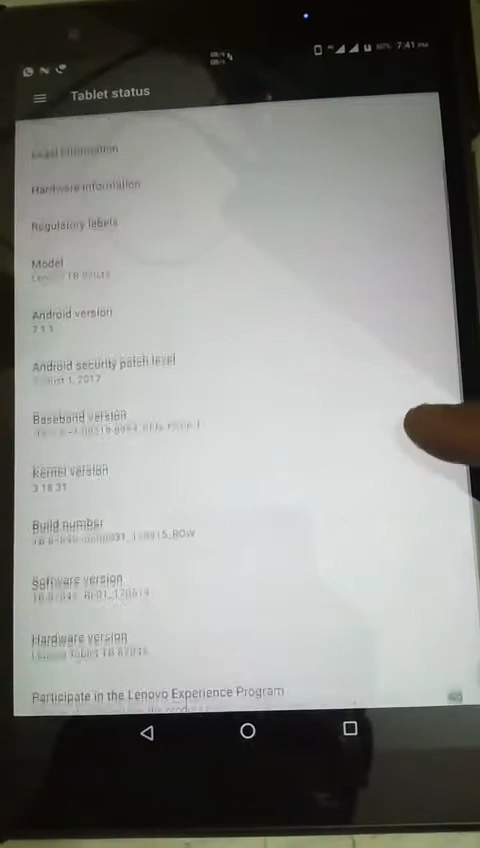 7:41 PM
Tablet status
Legal information
Hardware information
Regulatory labels
Model
Android version
7.1.1
Android security patch level
August 1, 2017
Baseband version
Kernel version
3.18.31
Build number
Software version
Hardware version
Lenovo Tablet
Participate in the Lenovo Experience Program